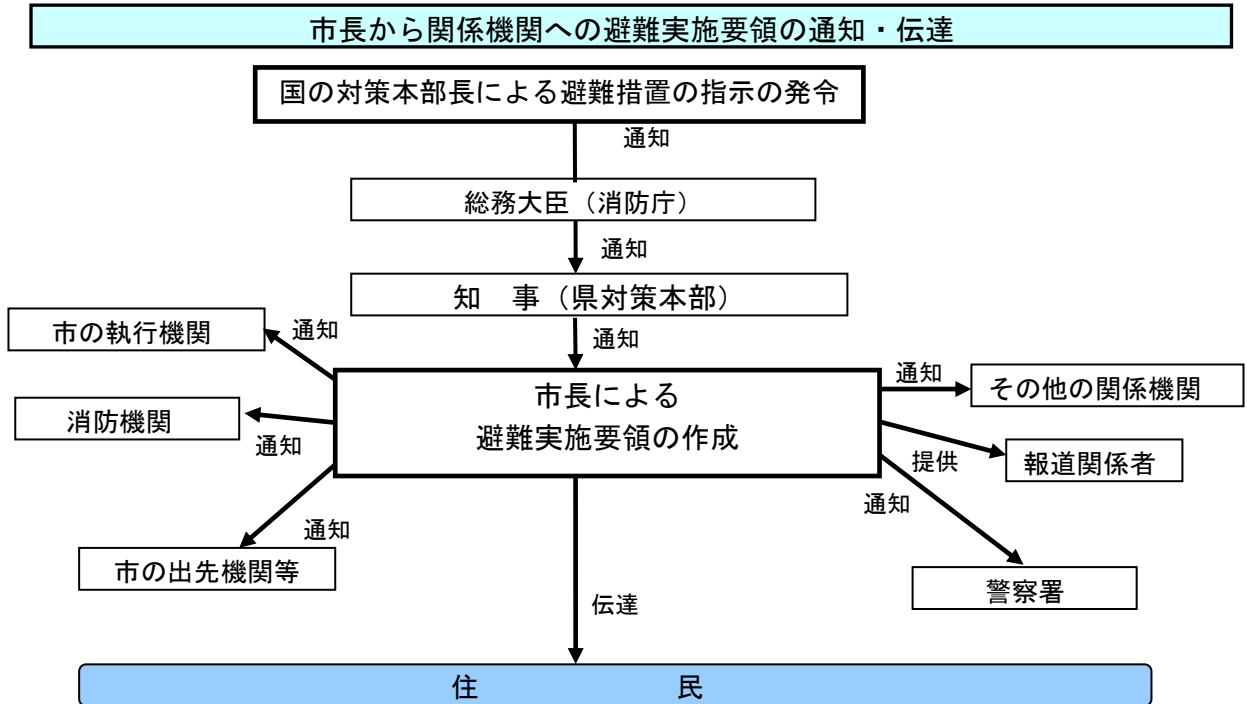 市長から関係機関への避難実施要領の通知・伝達
国の対策本部長による避難措置の指示の発令
通知
総務大臣（消防庁）
通知
知　事（県対策本部）
通知
市の執行機関
通知
消防機関
通知
市の出先機関等
通知
市長による
避難実施要領の作成
通知
その他の関係機関
提供
報道関係者
通知
警察署
伝達
住　民